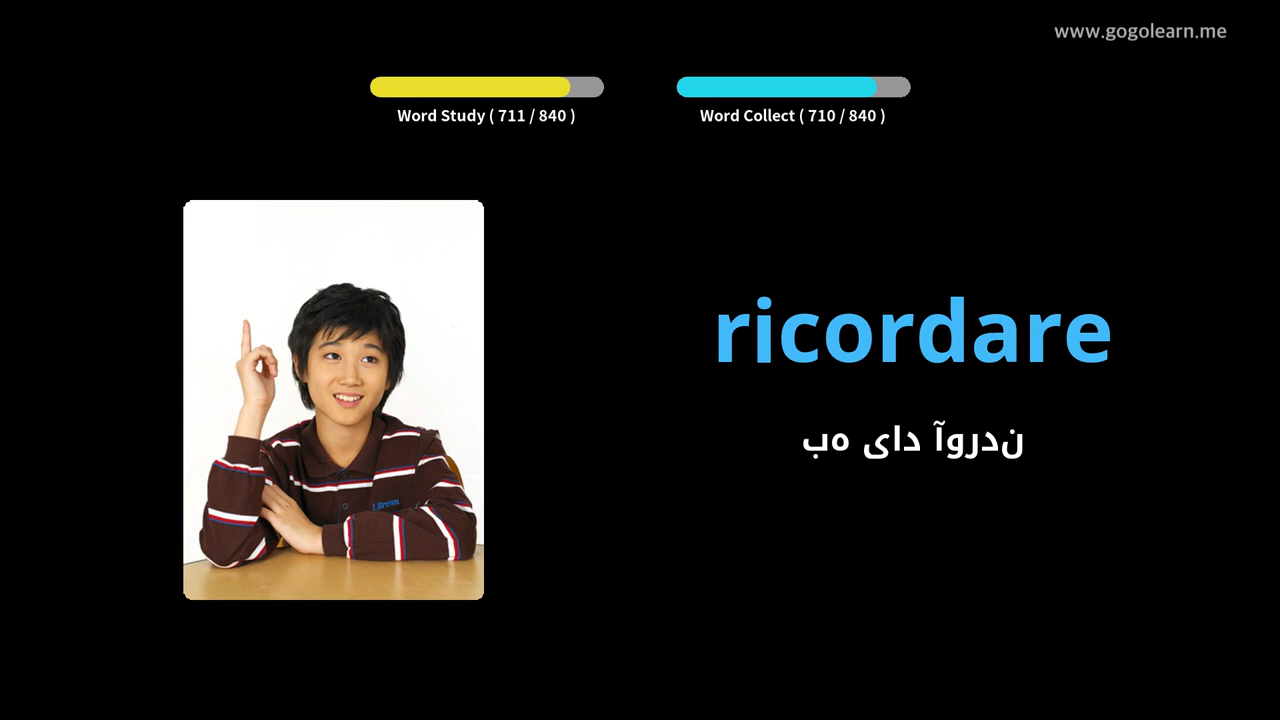 www.gogolearn.me
Word Study ( 711 / 840 )
Word Collect ( 710 / 840 )
ricordare
به یاد آوردن